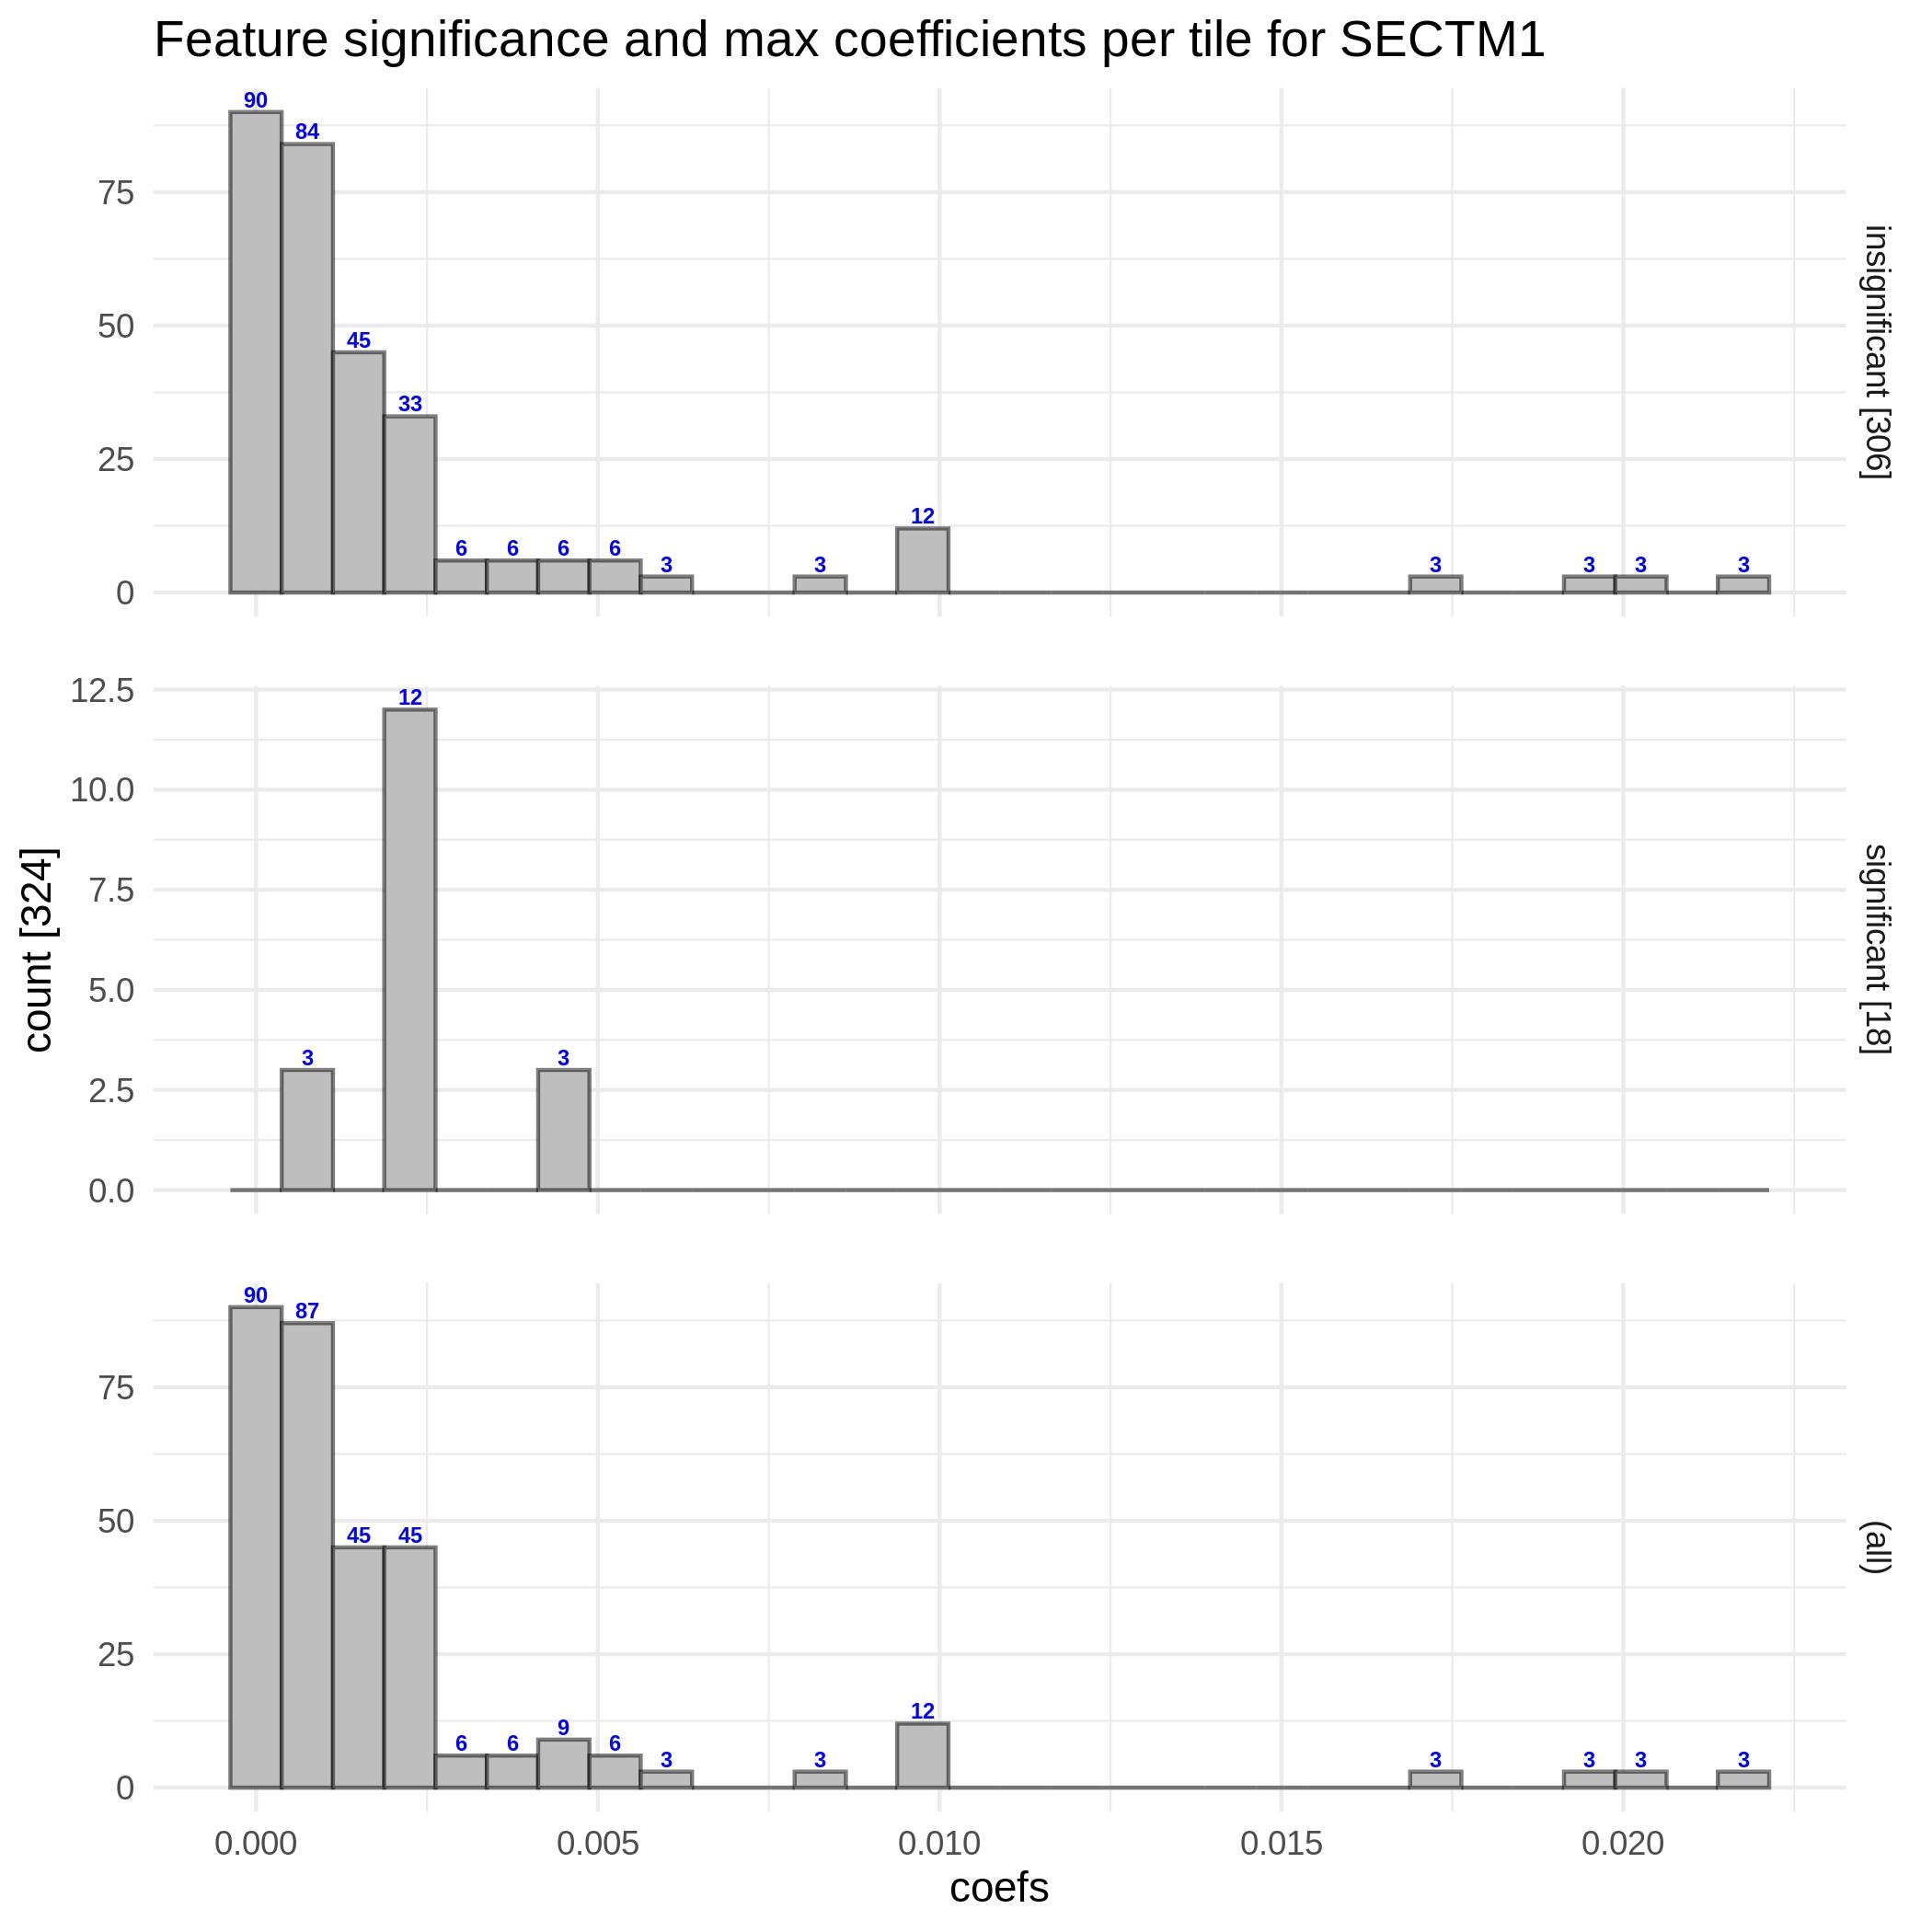 Feature significance and max coefficients per tile for SECTM1
90
84
75
50
45
33
25
6 6 6 6 3 3 12 3 3 3 3
0
insignificant [306]
12.5
12
10.0
7.5
5.0
3 3
2.5
0.0
significant [18]
count [324]
90
87
75
50
45 45
25
6 6 9 6 3 3 12 3 3 3 3
0
(all)
0.000 0.005 0.010 0.015 0.020
coefs